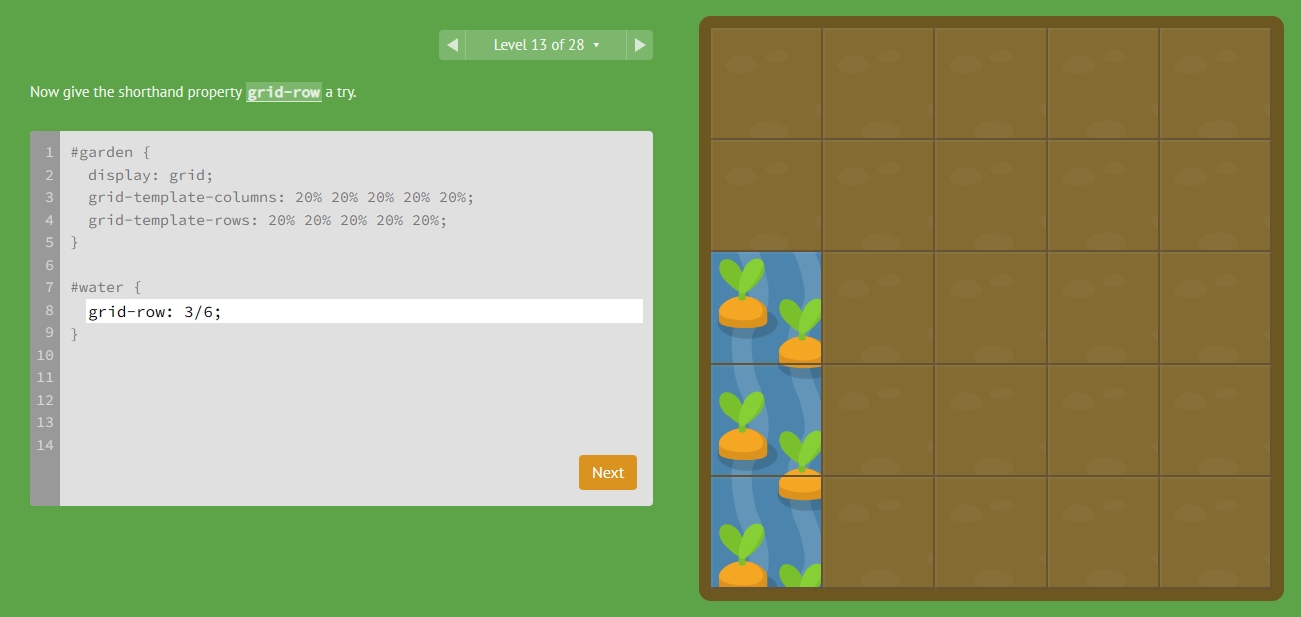 ◀ Level 13 of 28 ▾ ▶
Now give the shorthand property grid-row a try.
1 #garden {
2 display: grid;
3 grid-template-columns: 20% 20% 20% 20% 20%;
4 grid-template-rows: 20% 20% 20% 20% 20%;
5 }
6
7 #water {
8 grid-row: 3/6;
9 }
10
11
12
13
14
Next